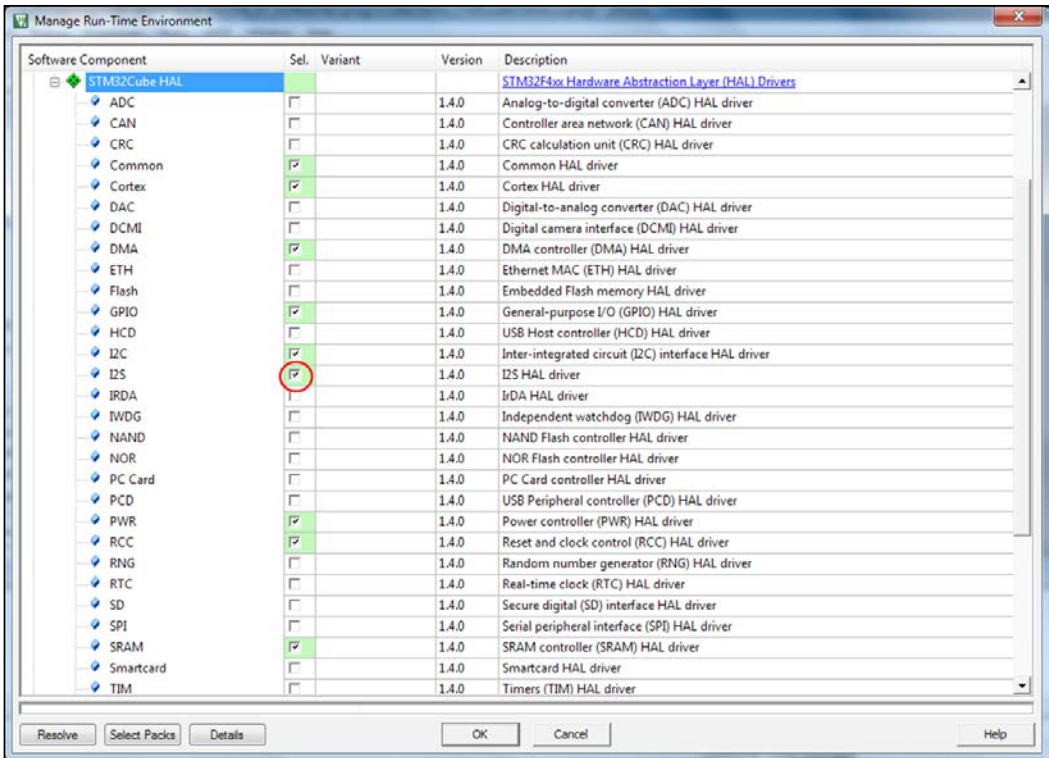 Manage Run-Time Environment
Software Component Sel. Variant Version Description
STM32Cube HAL STM32F4xx Hardware Abstraction Layer (HAL) Drivers
ADC 1.4.0 Analog-to-digital converter (ADC) HAL driver
CAN 1.4.0 Controller area network (CAN) HAL driver
CRC 1.4.0 CRC calculation unit (CRC) HAL driver
Common 1.4.0 Common HAL driver
Cortex 1.4.0 Cortex HAL driver
DAC 1.4.0 Digital-to-analog converter (DAC) HAL driver
DCMI 1.4.0 Digital camera interface (DCMI) HAL driver
DMA 1.4.0 DMA controller (DMA) HAL driver
ETH 1.4.0 Ethernet MAC (ETH) HAL driver
Flash 1.4.0 Embedded Flash memory HAL driver
GPIO 1.4.0 General-purpose I/O (GPIO) HAL driver
HCD 1.4.0 USB Host controller (HCD) HAL driver
I2C 1.4.0 Inter-integrated circuit (I2C) interface HAL driver
I2S 1.4.0 I2S HAL driver
IRDA 1.4.0 IrDA HAL driver
IWDG 1.4.0 Independent watchdog (IWDG) HAL driver
NAND 1.4.0 NAND Flash controller HAL driver
NOR 1.4.0 NOR Flash controller HAL driver
PC Card 1.4.0 PC Card controller HAL driver
PCD 1.4.0 USB Peripheral controller (PCD) HAL driver
PWR 1.4.0 Power controller (PWR) HAL driver
RCC 1.4.0 Reset and clock control (RCC) HAL driver
RNG 1.4.0 Random number generator (RNG) HAL driver
RTC 1.4.0 Real-time clock (RTC) HAL driver
SD 1.4.0 Secure digital (SD) interface HAL driver
SPI 1.4.0 Serial peripheral interface (SPI) HAL driver
SRAM 1.4.0 SRAM controller (SRAM) HAL driver
Smartcard 1.4.0 Smartcard HAL driver
TIM 1.4.0 Timers (TIM) HAL driver
Resolve Select Packs Details OK Cancel Help